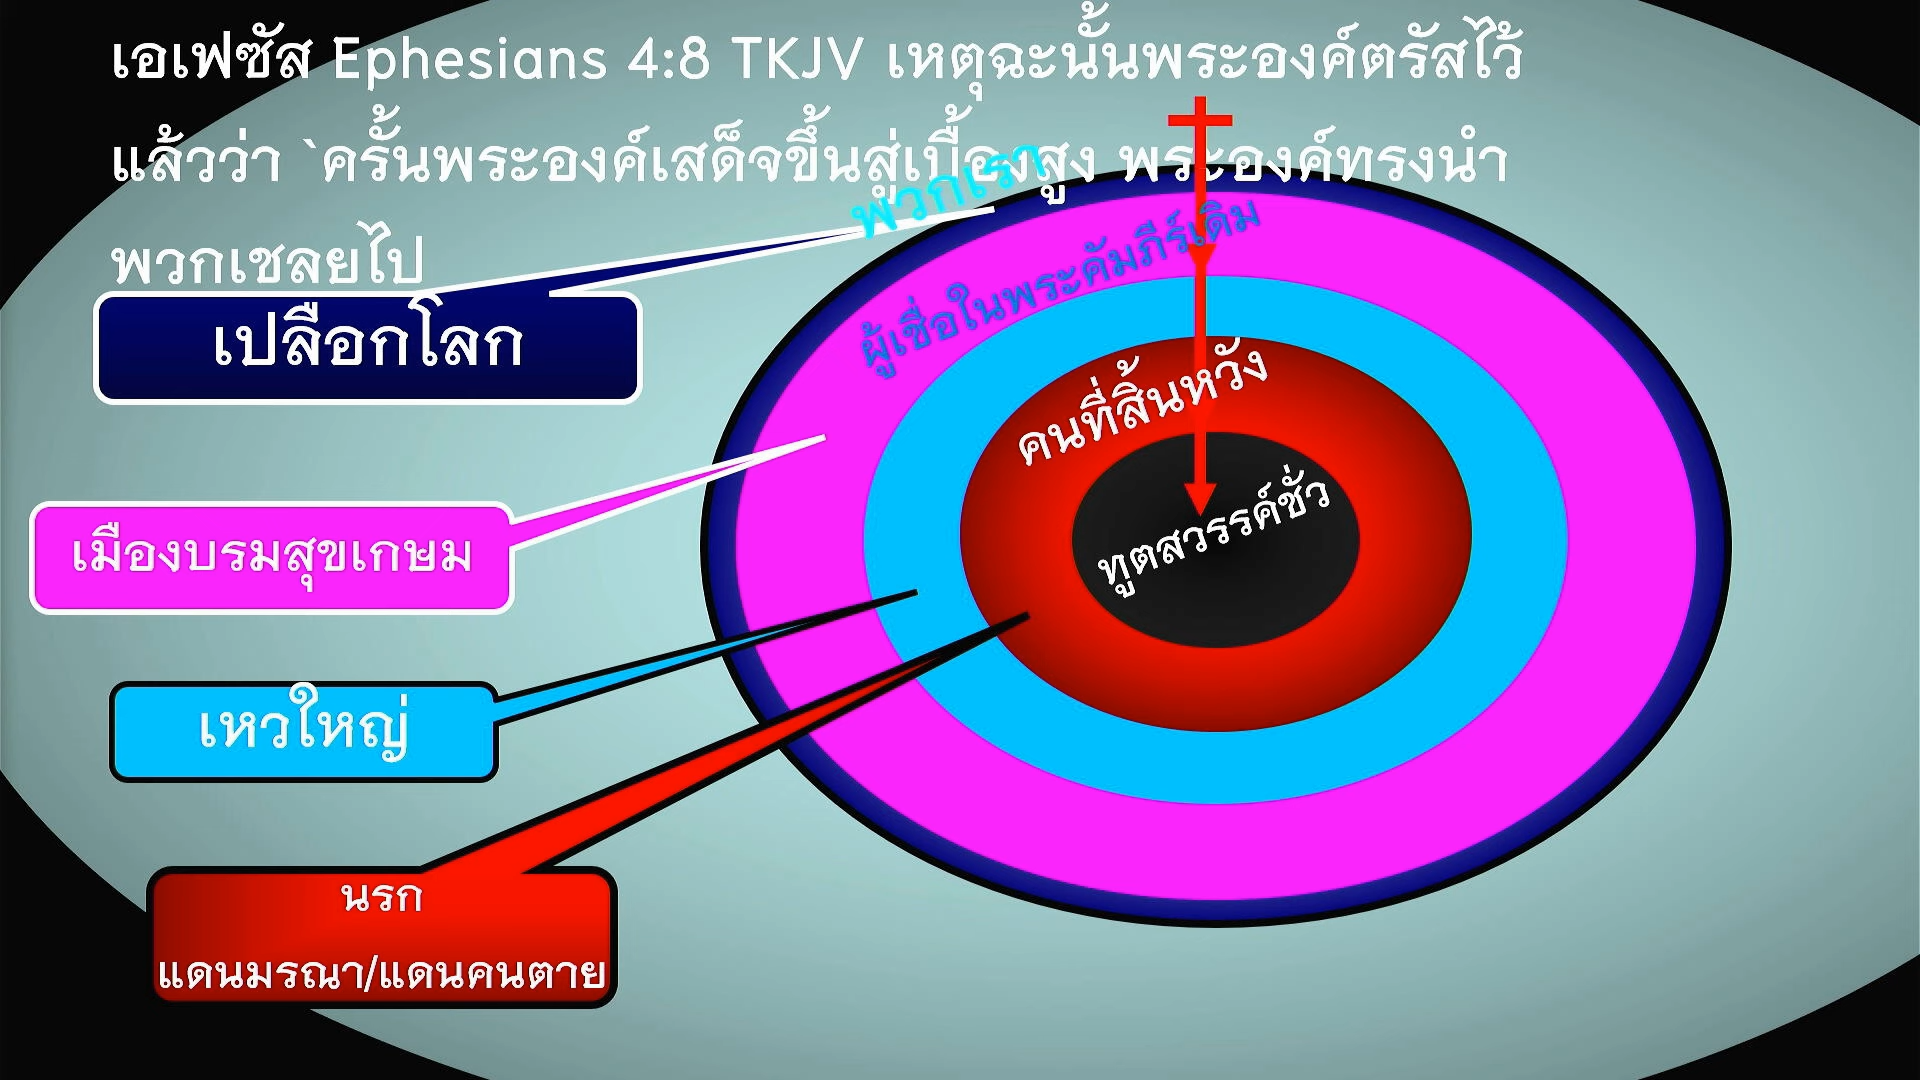 เอเฟซัส Ephesians 4:8 TKJV เหตุฉะนั้นพระองค์ตรัสไว้
แล้วว่า `ครั้นพระองค์เสด็จขึ้นสู่เบื้องสูง พระองค์ทรงนำ
พวกเชลยไป
พวกเรา
เปลือกโลก
ผู้เชื่อในพระคัมภีร์เดิม
คนที่สิ้นหวัง
ทูตสวรรค์ชั่ว
เมืองบรมสุขเกษม
เหวใหญ่
นรก
แดนมรณา/แดนคนตาย